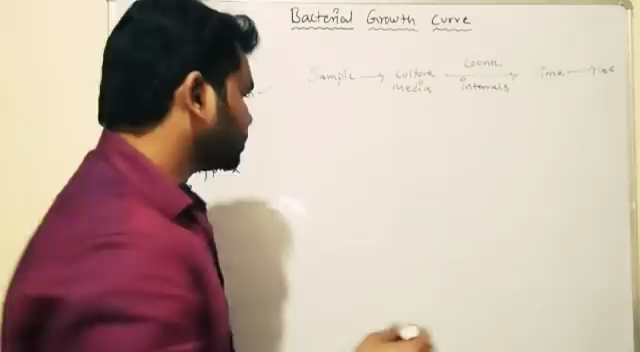 Bacterial Growth Curve
Sample → Culture media → Count intervals → Time →